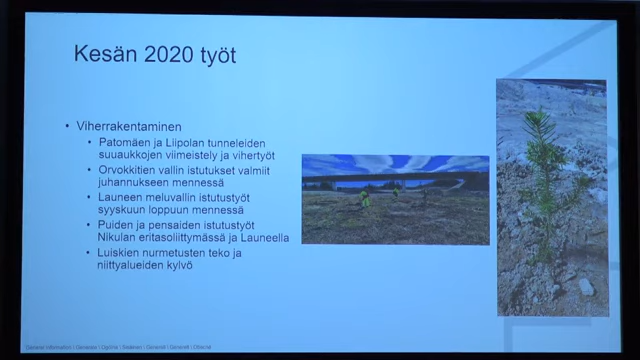 Kesän 2020 työt
• Viherrakentaminen
• Patomäen ja Liipolan tunneleiden
suuaukkojen viimeistely ja vihertyöt
• Orvokkitien vallin istutukset valmiit
juhannukseen mennessä
• Launeen meluvallin istutustyöt
syyskuun loppuun mennessä
• Puiden ja pensaiden istutustyöt
Nikulan eritasoliittymässä ja Launeella
• Luiskien nurmetusten teko ja
niittyalueiden kylvö